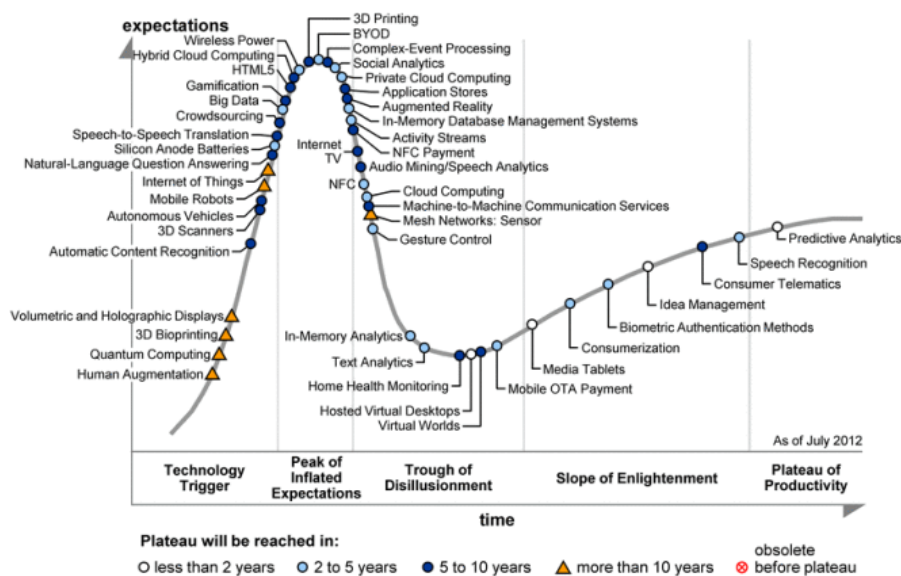 expectations
3D Printing
BYOD
Wireless Power
Complex-Event Processing
Hybrid Cloud Computing
Social Analytics
HTML5
Private Cloud Computing
Gamification
Application Stores
Big Data
Augmented Reality
Crowdsourcing
In-Memory Database Management Systems
Speech-to-Speech Translation
Activity Streams
Silicon Anode Batteries
Internet
TV
NFC Payment
Natural-Language Question Answering
Audio Mining/Speech Analytics
Internet of Things
NFC
Mobile Robots
Cloud Computing
Autonomous Vehicles
Machine-to-Machine Communication Services
3D Scanners
Mesh Networks: Sensor
Automatic Content Recognition
Gesture Control
Predictive Analytics
Speech Recognition
Consumer Telematics
Idea Management
Volumetric and Holographic Displays
Biometric Authentication Methods
3D Bioprinting
In-Memory Analytics
Consumerization
Quantum Computing
Text Analytics
Media Tablets
Human Augmentation
Home Health Monitoring
Mobile OTA Payment
Hosted Virtual Desktops
Virtual Worlds
As of July 2012
Technology
Trigger
Peak of
Inflated
Expectations
Trough of
Disillusionment
Slope of Enlightenment
Plateau of
Productivity
time
Plateau will be reached in:
less than 2 years
2 to 5 years
5 to 10 years
more than 10 years
obsolete
before plateau